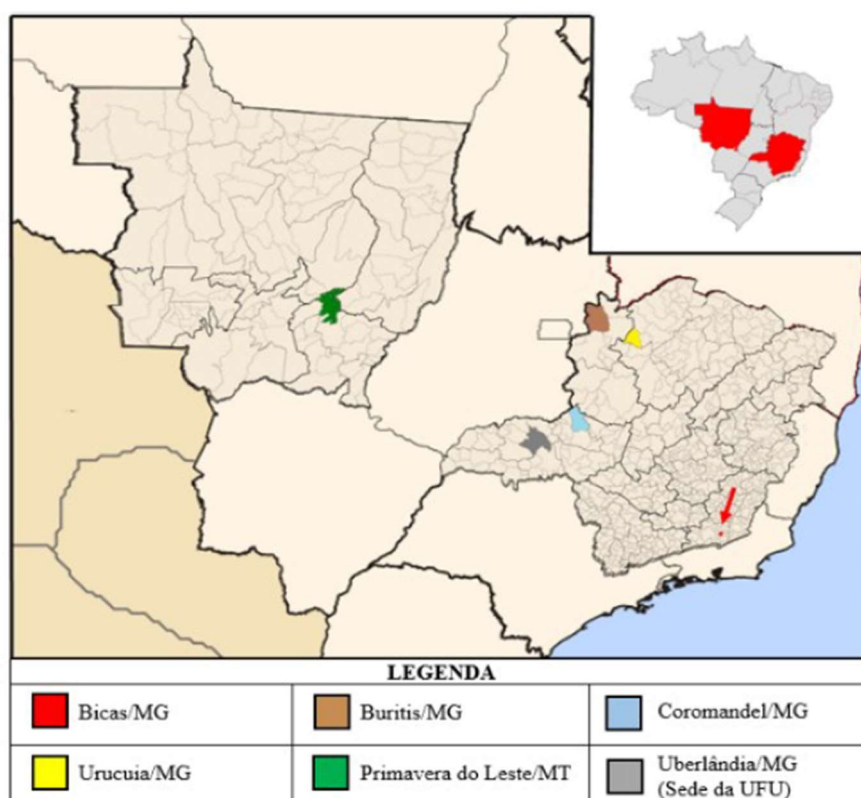 LEGENDA
Bicas/MG
Buritis/MG
Coromandel/MG
Urucuia/MG
Primavera do Leste/MT
Uberlândia/MG
(Sede da UFU)